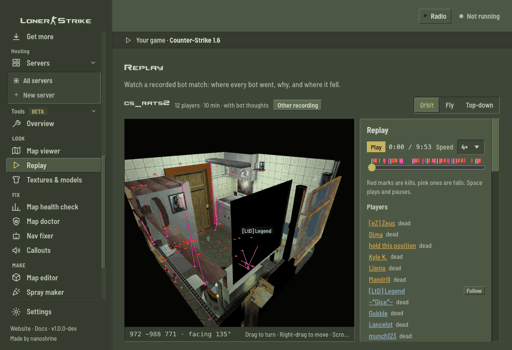 LONERSTRIKE
Get more
Hosting
Servers
All servers
New server
Tools BETA
Overview
LOOK
Map viewer
Replay
Textures & models
FIX
Map health check
Map doctor
Nav fixer
Callouts
MAKE
Map editor
Spray maker
Settings
Website · Docs · v1.0.0-dev
Made by nanoshrine
Radio
Not running
Your game · Counter-Strike 1.6
REPLAY
Watch a recorded bot match: where every bot went, why, and where it fell.
CS_RATS2 12 players · 10 min · with bot thoughts Other recording
Orbit Fly Top-down
[LtD]Legend
972 -988 771 · facing 135° Drag to turn · Right-drag to move · Scro...
Replay
Play 0:00 / 9:53 Speed 4×
Red marks are kills, pink ones are falls. Space plays and pauses.
Players
[eZ]Zeus dead
Dima dead
hold this position dead
Kyle K. dead
Llama dead
Mandrill dead
[LtD]Legend Follow
-=Dice=- dead
Gobble dead
Lancelot dead
munch123 dead